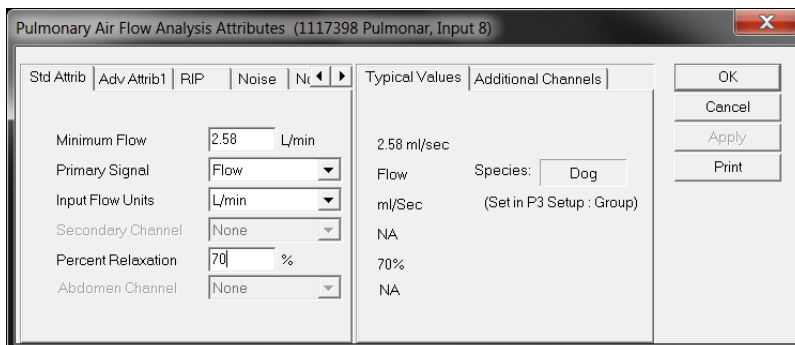 Pulmonary Air Flow Analysis Attributes (1117398 Pulmonar, Input 8)
Std Attrib Adv Attrib1 RIP Noise
Typical Values Additional Channels
OK
Cancel
Apply
Print
Minimum Flow 2.58 L/min
Primary Signal Flow
Input Flow Units L/min
Secondary Channel None
Percent Relaxation 70 %
Abdomen Channel None
2.58 ml/sec
Flow Species: Dog
ml/Sec (Set in P3 Setup : Group)
NA
70%
NA